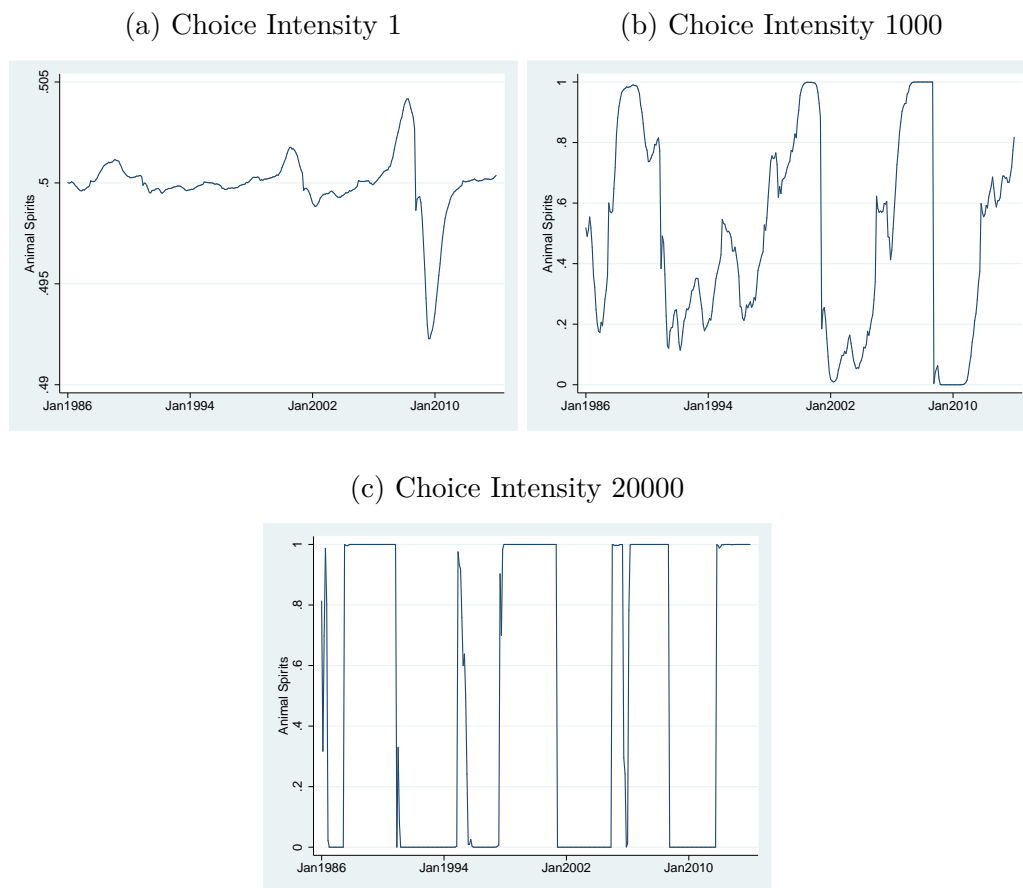 (a) Choice Intensity 1
Animal Spirits
.505
.5
.495
.49
Jan1986 Jan1994 Jan2002 Jan2010
(b) Choice Intensity 1000
Animal Spirits
1
.8
.6
.4
.2
0
Jan1986 Jan1994 Jan2002 Jan2010
(c) Choice Intensity 20000
Animal Spirits
1
.8
.6
.4
.2
0
Jan1986 Jan1994 Jan2002 Jan2010